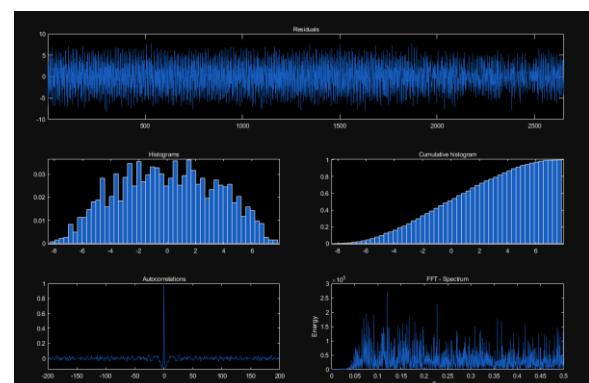 Residuals
10
5
0
-5
-10
500 1000 1500 2000 2500
Histograms
0.03
0.02
0.01
0
-8 -6 -4 -2 0 2 4 6
Cumulative histogram
1
0.8
0.6
0.4
0.2
0
-8 -6 -4 -2 0 2 4 6
Autocorrelations
1
0.8
0.6
0.4
0.2
0
-200 -150 -100 -50 0 50 100 150 200
FFT - Spectrum
3
2.5
2
1.5
1
0.5
0
Energy
0 0.05 0.1 0.15 0.2 0.25 0.3 0.35 0.4 0.45 0.5